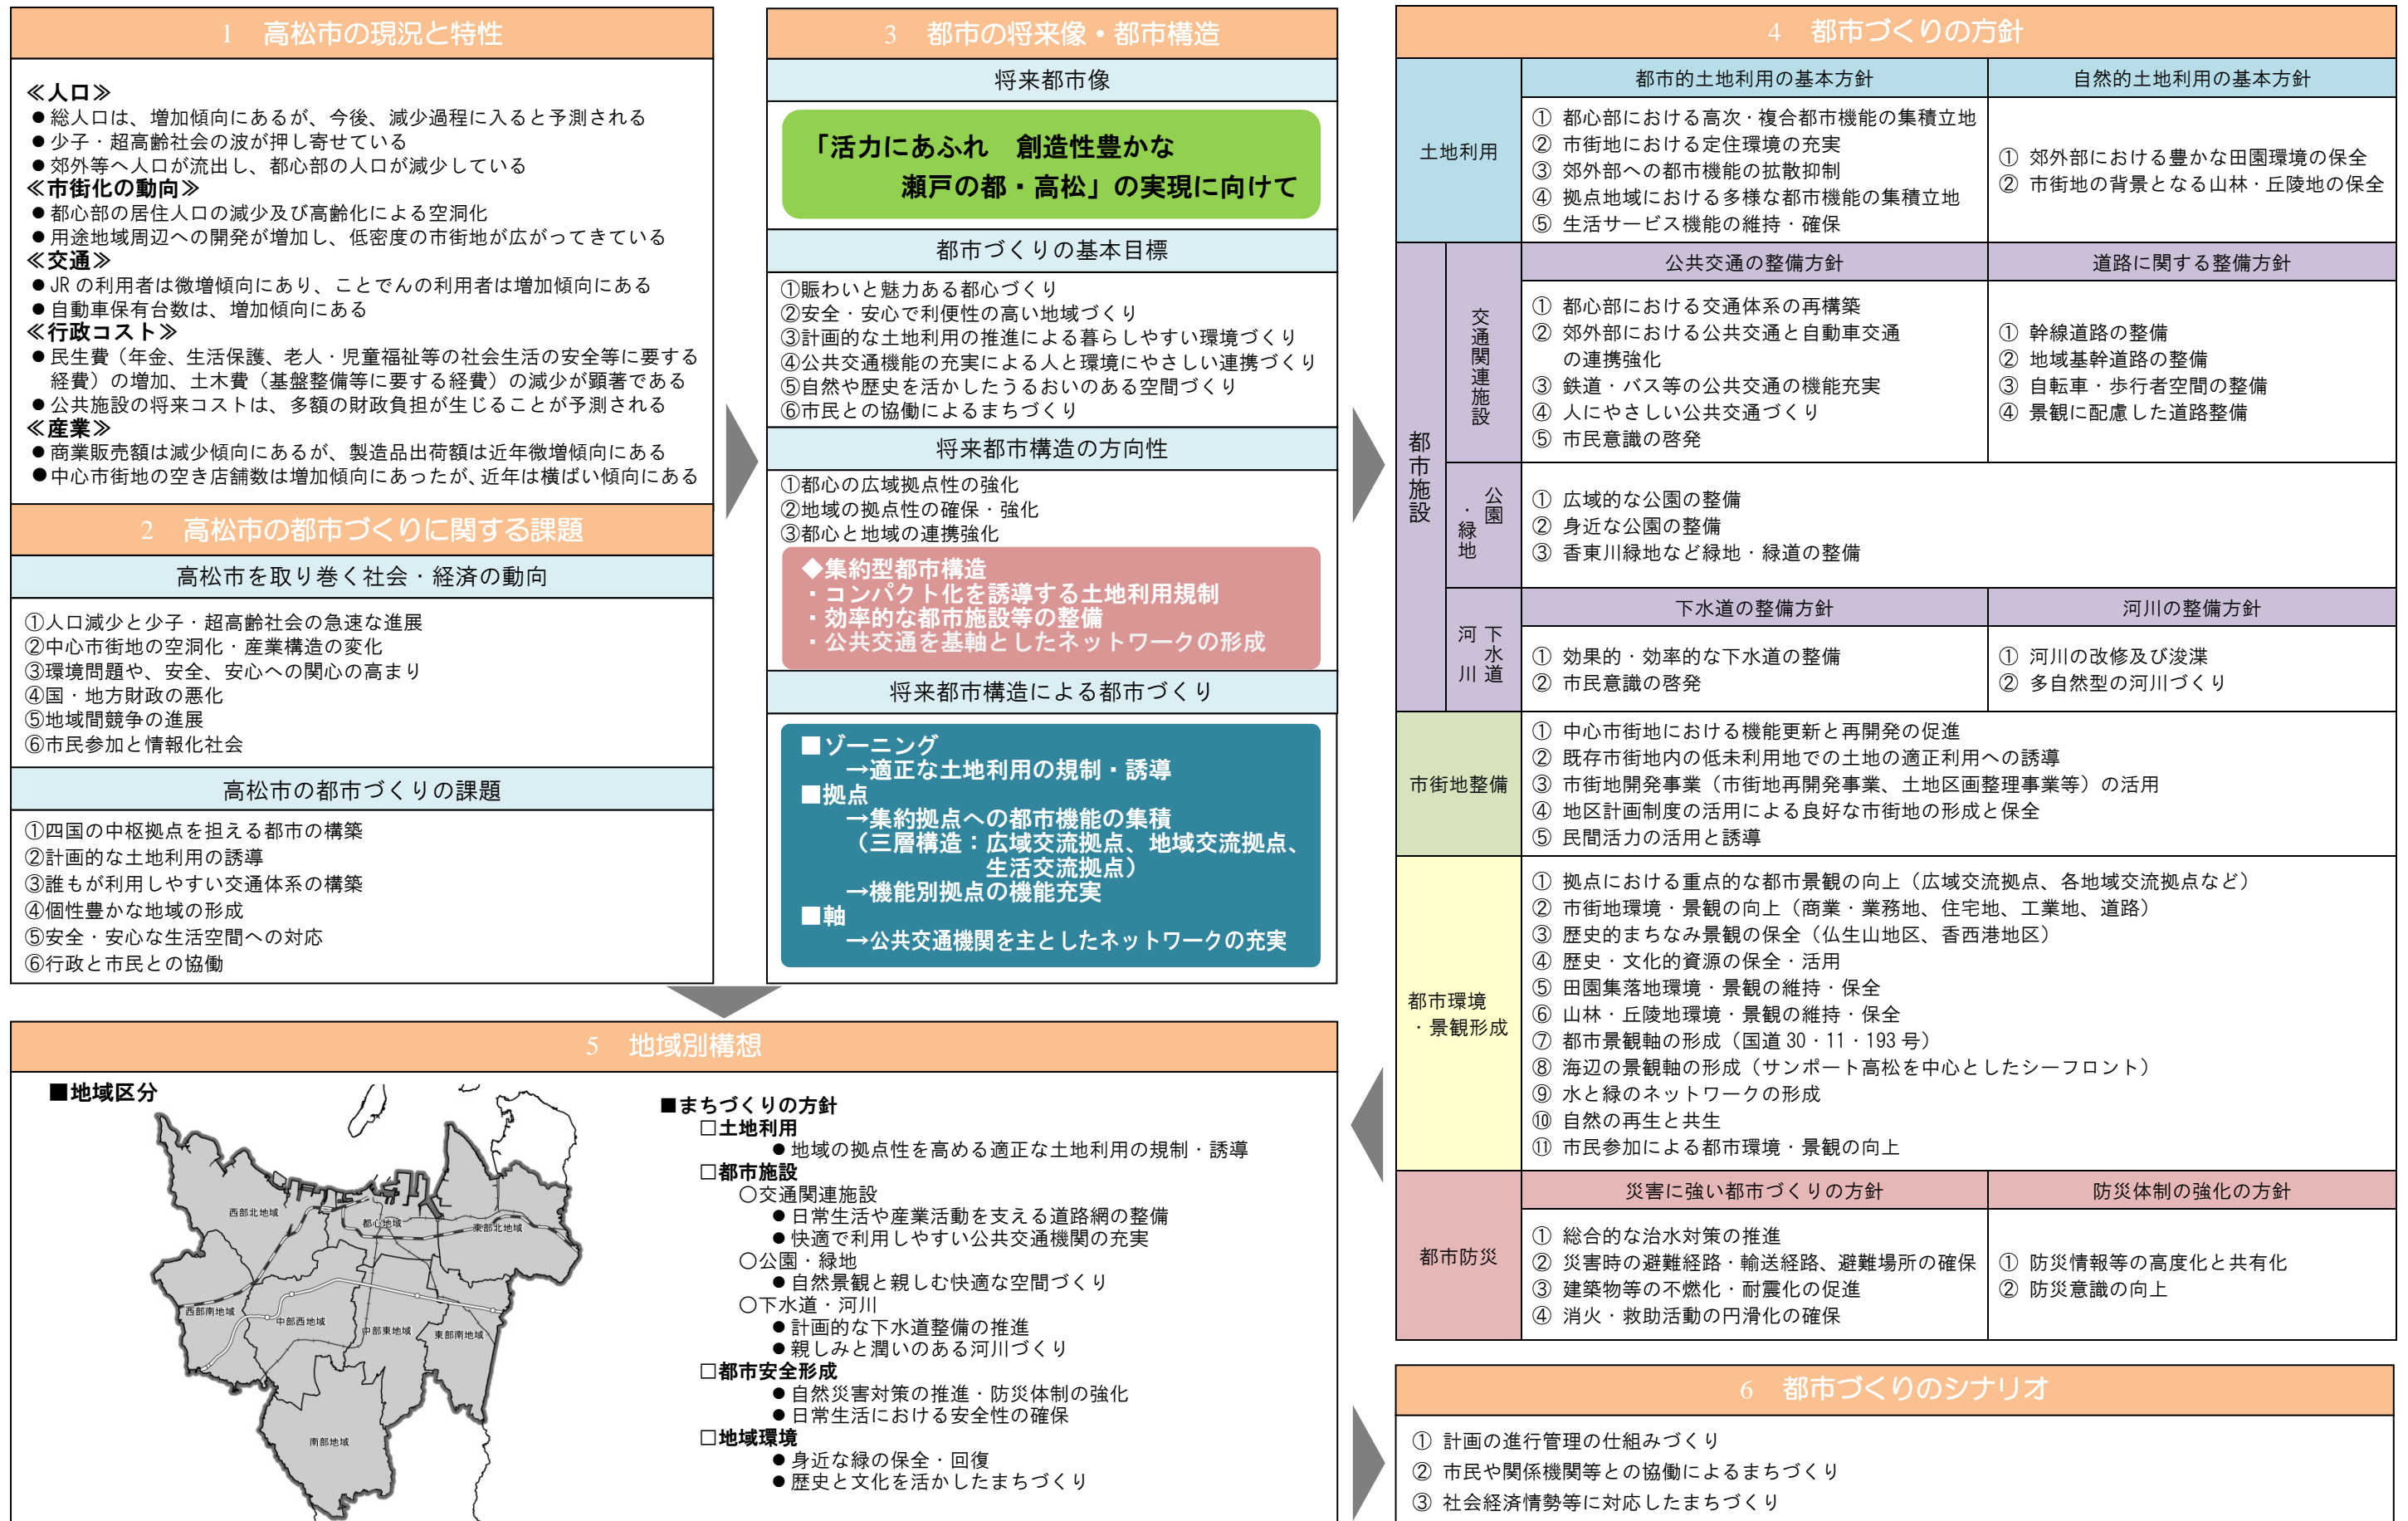 1　高松市の現況と特性
≪人口≫
●総人口は、増加傾向にあるが、今後、減少過程に入ると予測される
●少子・超高齢社会の波が押し寄せている
●郊外等へ人口が流出し、都心部の人口が減少している
≪市街化の動向≫
●都心部の居住人口の減少及び高齢化による空洞化
●用途地域周辺への開発が増加し、低密度の市街地が広がってきている
≪交通≫
●JRの利用者は微増傾向にあり、ことでんの利用者は増加傾向にある
●自動車保有台数は、増加傾向にある
≪行政コスト≫
●民生費（年金、生活保護、老人・児童福祉等の社会生活の安全等に要する
経費）の増加、土木費（基盤整備等に要する経費）の減少が顕著である
●公共施設の将来コストは、多額の財政負担が生じることが予測される
≪産業≫
●商業販売額は減少傾向にあるが、製造品出荷額は近年微増傾向にある
●中心市街地の空き店舗数は増加傾向にあったが、近年は横ばい傾向にある
2　高松市の都市づくりに関する課題
高松市を取り巻く社会・経済の動向
①人口減少と少子・超高齢社会の急速な進展
②中心市街地の空洞化・産業構造の変化
③環境問題や、安全、安心への関心の高まり
④国・地方財政の悪化
⑤地域間競争の進展
⑥市民参加と情報化社会
高松市の都市づくりの課題
①四国の中枢拠点を担える都市の構築
②計画的な土地利用の誘導
③誰もが利用しやすい交通体系の構築
④個性豊かな地域の形成
⑤安全・安心な生活空間への対応
⑥行政と市民との協働
3　都市の将来像・都市構造
将来都市像
「活力にあふれ　創造性豊かな
瀬戸の都・高松」の実現に向けて
都市づくりの基本目標
①賑わいと魅力ある都心づくり
②安全・安心で利便性の高い地域づくり
③計画的な土地利用の推進による暮らしやすい環境づくり
④公共交通機能の充実による人と環境にやさしい連携づくり
⑤自然や歴史を活かしたうるおいのある空間づくり
⑥市民との協働によるまちづくり
将来都市構造の方向性
①都心の広域拠点性の強化
②地域の拠点性の確保・強化
③都心と地域の連携強化
◆集約型都市構造
・コンパクト化を誘導する土地利用規制
・効率的な都市施設等の整備
・公共交通を基軸としたネットワークの形成
将来都市構造による都市づくり
■ゾーニング
→適正な土地利用の規制・誘導
■拠点
→集約拠点への都市機能の集積
（三層構造：広域交流拠点、地域交流拠点、
生活交流拠点）
→機能別拠点の機能充実
■軸
→公共交通機関を主としたネットワークの充実
4　都市づくりの方針
土地利用
都市的土地利用の基本方針
① 都心部における高次・複合都市機能の集積立地
② 市街地における定住環境の充実
③ 郊外部への都市機能の拡散抑制
④ 拠点地域における多様な都市機能の集積立地
⑤ 生活サービス機能の維持・確保
自然的土地利用の基本方針
① 郊外部における豊かな田園環境の保全
② 市街地の背景となる山林・丘陵地の保全
都市施設
交通関連施設
公共交通の整備方針
① 都心部における交通体系の再構築
② 郊外部における公共交通と自動車交通
の連携強化
③ 鉄道・バス等の公共交通の機能充実
④ 人にやさしい公共交通づくり
⑤ 市民意識の啓発
道路に関する整備方針
① 幹線道路の整備
② 地域基幹道路の整備
③ 自転車・歩行者空間の整備
④ 景観に配慮した道路整備
公園
・緑地
① 広域的な公園の整備
② 身近な公園の整備
③ 香東川緑地など緑地・緑道の整備
下水道
河川
下水道の整備方針
① 効果的・効率的な下水道の整備
② 市民意識の啓発
河川の整備方針
① 河川の改修及び浚渫
② 多自然型の河川づくり
市街地整備
① 中心市街地における機能更新と再開発の促進
② 既存市街地内の低未利用地での土地の適正利用への誘導
③ 市街地開発事業（市街地再開発事業、土地区画整理事業等）の活用
④ 地区計画制度の活用による良好な市街地の形成と保全
⑤ 民間活力の活用と誘導
都市環境
・景観形成
① 拠点における重点的な都市景観の向上（広域交流拠点、各地域交流拠点など）
② 市街地環境・景観の向上（商業・業務地、住宅地、工業地、道路）
③ 歴史的まちなみ景観の保全（仏生山地区、香西港地区）
④ 歴史・文化的資源の保全・活用
⑤ 田園集落地環境・景観の維持・保全
⑥ 山林・丘陵地環境・景観の維持・保全
⑦ 都市景観軸の形成（国道30・11・193号）
⑧ 海辺の景観軸の形成（サンポート高松を中心としたシーフロント）
⑨ 水と緑のネットワークの形成
⑩ 自然の再生と共生
⑪ 市民参加による都市環境・景観の向上
都市防災
災害に強い都市づくりの方針
① 総合的な治水対策の推進
② 災害時の避難経路・輸送経路、避難場所の確保
③ 建築物等の不燃化・耐震化の促進
④ 消火・救助活動の円滑化の確保
防災体制の強化の方針
① 防災情報等の高度化と共有化
② 防災意識の向上
5　地域別構想
■地域区分
西部北地域
都心地域
東部北地域
西部南地域
中部西地域
中部東地域
東部南地域
南部地域
■まちづくりの方針
□土地利用
●地域の拠点性を高める適正な土地利用の規制・誘導
□都市施設
○交通関連施設
●日常生活や産業活動を支える道路網の整備
●快適で利用しやすい公共交通機関の充実
○公園・緑地
●自然景観と親しむ快適な空間づくり
○下水道・河川
●計画的な下水道整備の推進
●親しみと潤いのある河川づくり
□都市安全形成
●自然災害対策の推進・防災体制の強化
●日常生活における安全性の確保
□地域環境
●身近な緑の保全・回復
●歴史と文化を活かしたまちづくり
6　都市づくりのシナリオ
① 計画の進行管理の仕組みづくり
② 市民や関係機関等との協働によるまちづくり
③ 社会経済情勢等に対応したまちづくり